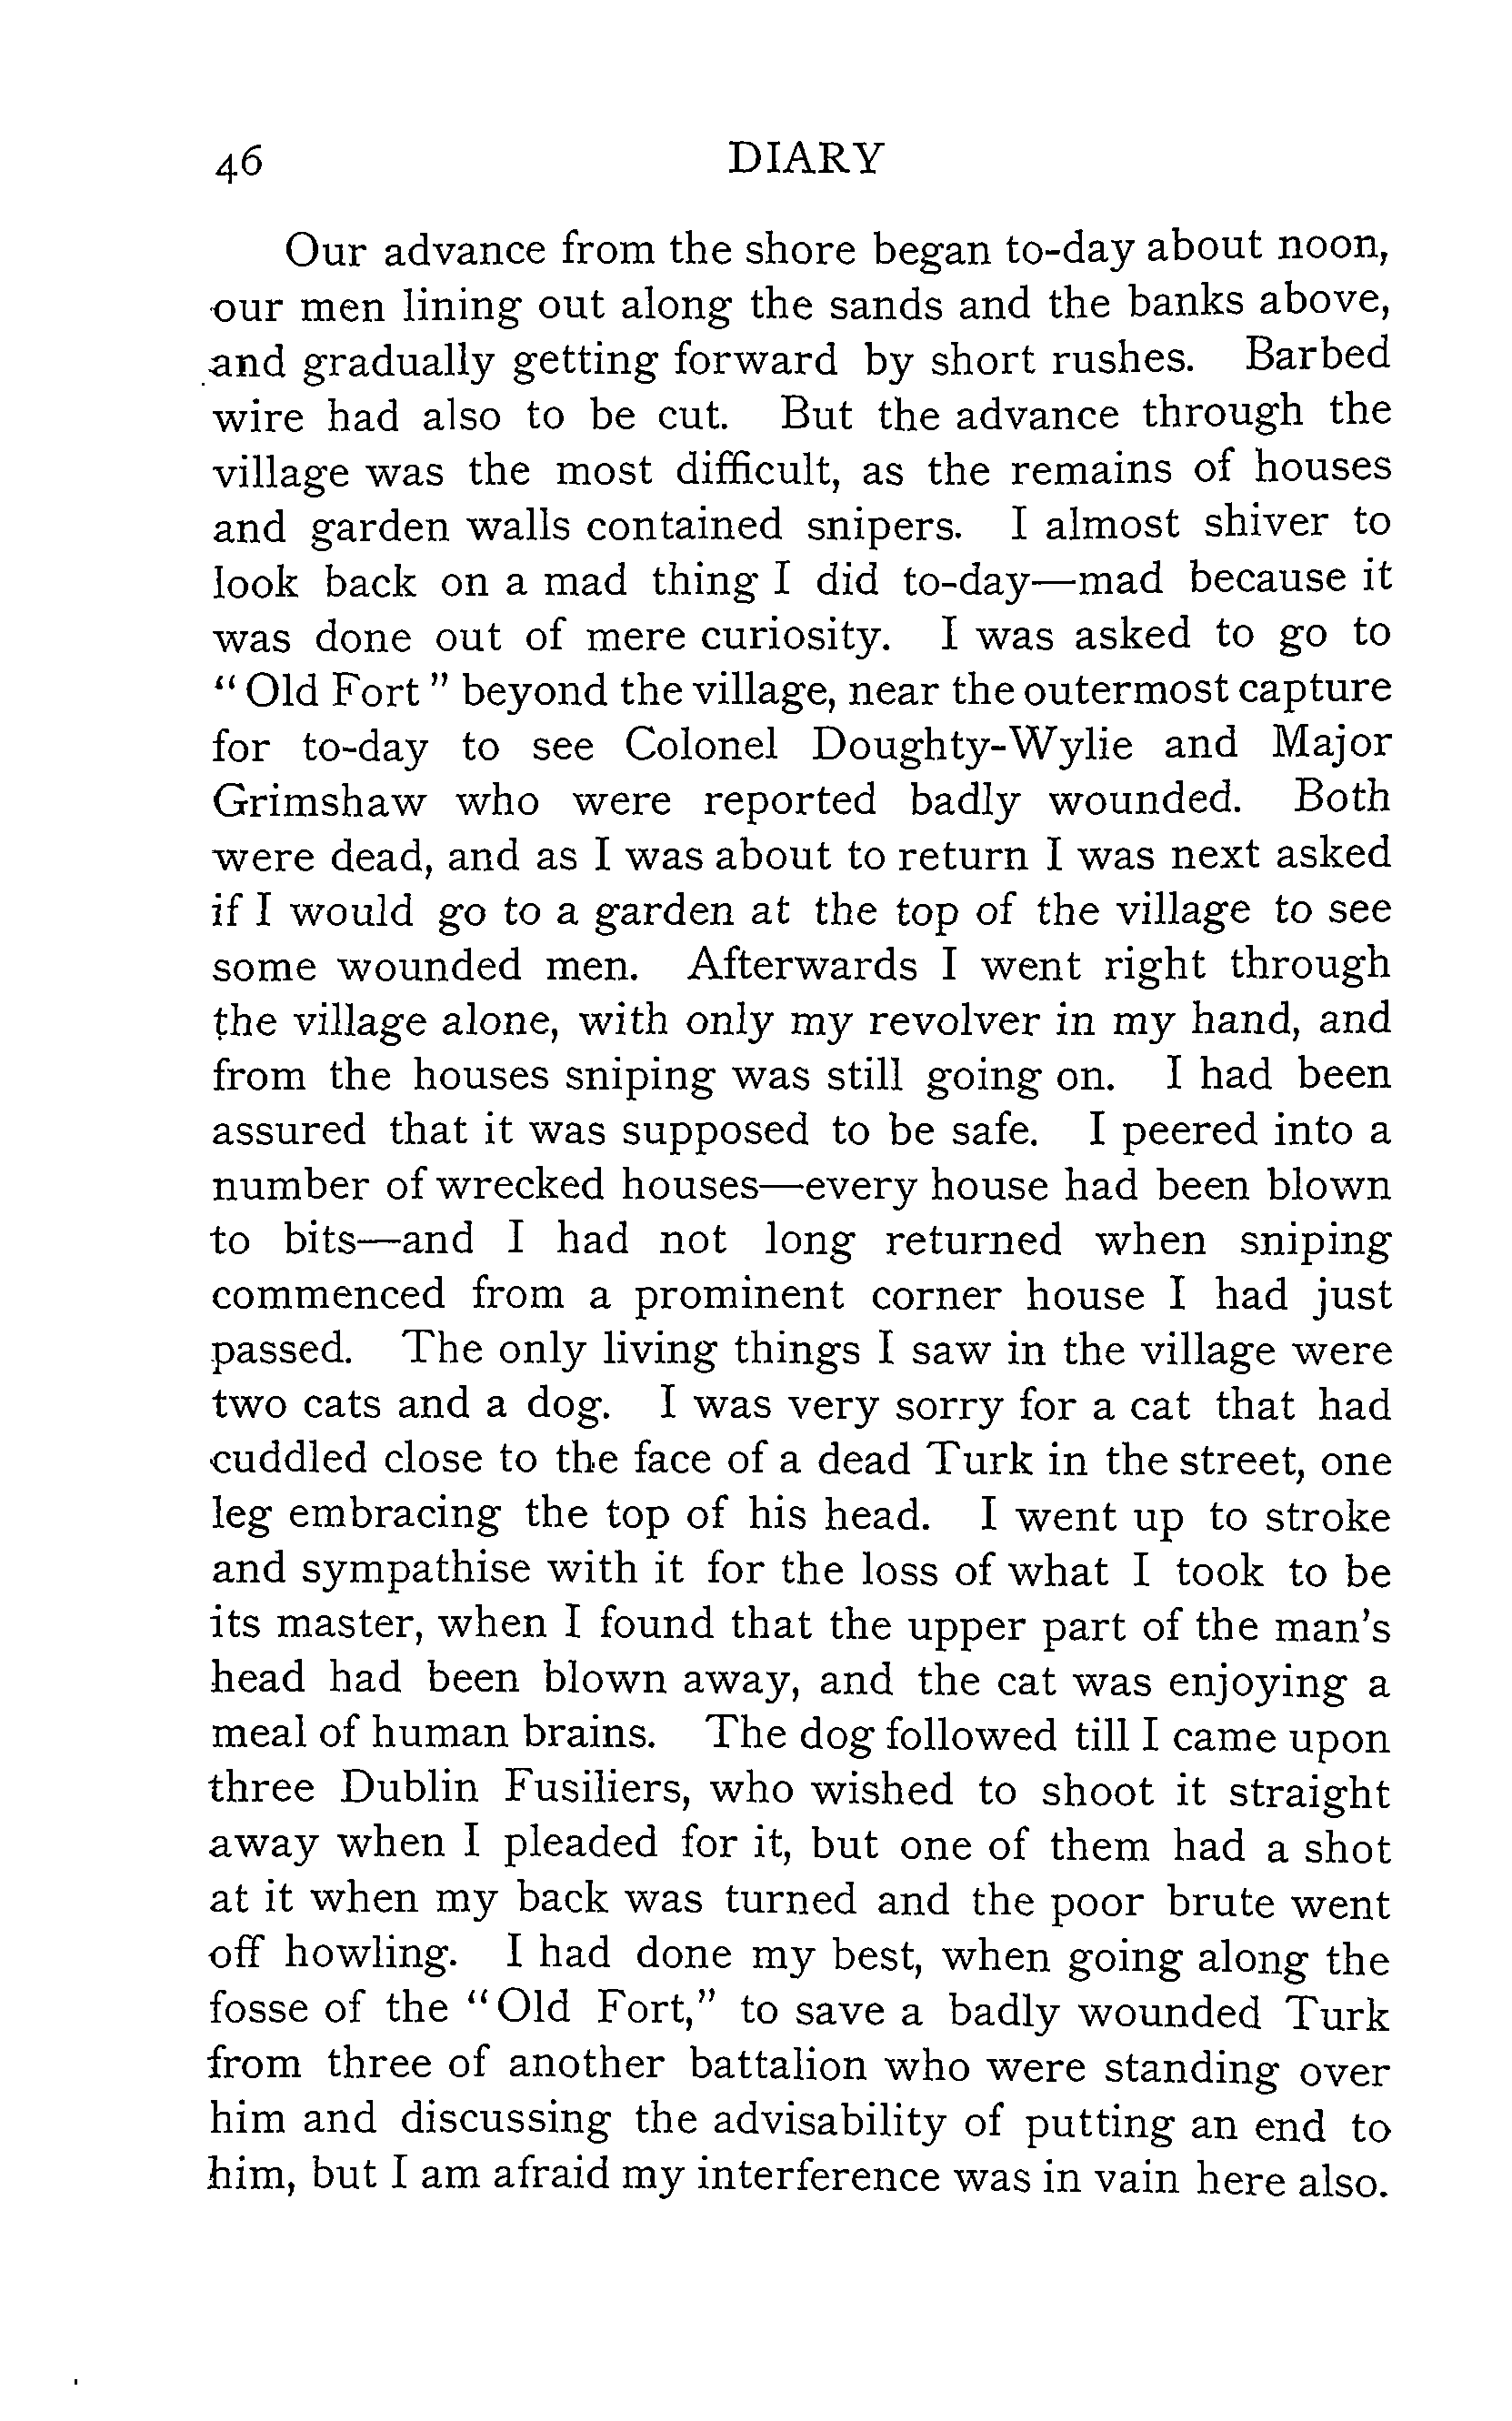 46 DIARY
Our advance from the shore began to-day about noon,
our men lining out along the sands and the banks above,
and gradually getting forward by short rushes. Barbed
wire had also to be cut. But the advance through the
village was the most difficult, as the remains of houses
and garden walls contained snipers. I almost shiver to
look back on a mad thing I did to-day—mad because it
was done out of mere curiosity. I was asked to go to
“Old Fort” beyond the village, near the outermost capture
for to-day to see Colonel Doughty-Wylie and Major
Grimshaw who were reported badly wounded. Both
were dead, and as I was about to return I was next asked
if I would go to a garden at the top of the village to see
some wounded men. Afterwards I went right through
the village alone, with only my revolver in my hand, and
from the houses sniping was still going on. I had been
assured that it was supposed to be safe. I peered into a
number of wrecked houses—every house had been blown
to bits—and I had not long returned when sniping
commenced from a prominent corner house I had just
passed. The only living things I saw in the village were
two cats and a dog. I was very sorry for a cat that had
cuddled close to the face of a dead Turk in the street, one
leg embracing the top of his head. I went up to stroke
and sympathise with it for the loss of what I took to be
its master, when I found that the upper part of the man's
head had been blown away, and the cat was enjoying a
meal of human brains. The dog followed till I came upon
three Dublin Fusiliers, who wished to shoot it straight
away when I pleaded for it, but one of them had a shot
at it when my back was turned and the poor brute went
off howling. I had done my best, when going along the
fosse of the “Old Fort,” to save a badly wounded Turk
from three of another battalion who were standing over
him and discussing the advisability of putting an end to
him, but I am afraid my interference was in vain here also.